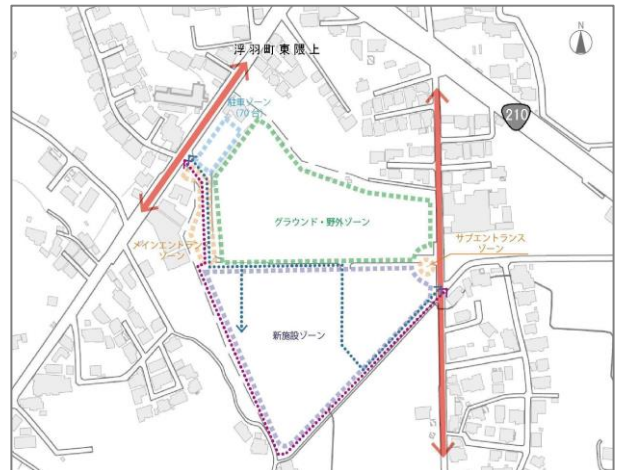 浮羽町東隈上
N
駐車ゾーン
(70台)
210
グラウンド・野外ゾーン
メインエントランス
ゾーン
サブエントランス
ゾーン
新施設ゾーン